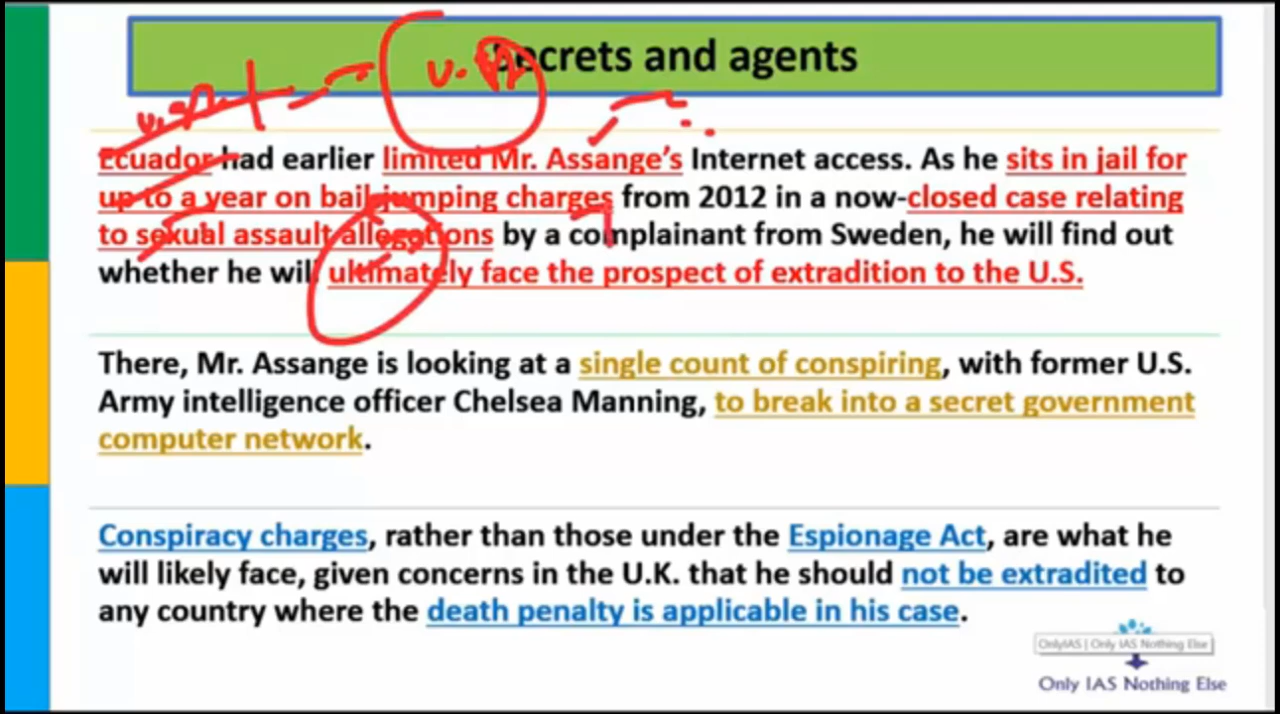 Secrets and agents
Ecuador had earlier limited Mr. Assange's Internet access. As he sits in jail for
up to a year on bail jumping charges from 2012 in a now-closed case relating
to sexual assault allegations by a complainant from Sweden, he will find out
whether he will ultimately face the prospect of extradition to the U.S.
There, Mr. Assange is looking at a single count of conspiring, with former U.S.
Army intelligence officer Chelsea Manning, to break into a secret government
computer network.
Conspiracy charges, rather than those under the Espionage Act, are what he
will likely face, given concerns in the U.K. that he should not be extradited to
any country where the death penalty is applicable in his case.
OnlyIAS | Only IAS Nothing Else
Only IAS Nothing Else